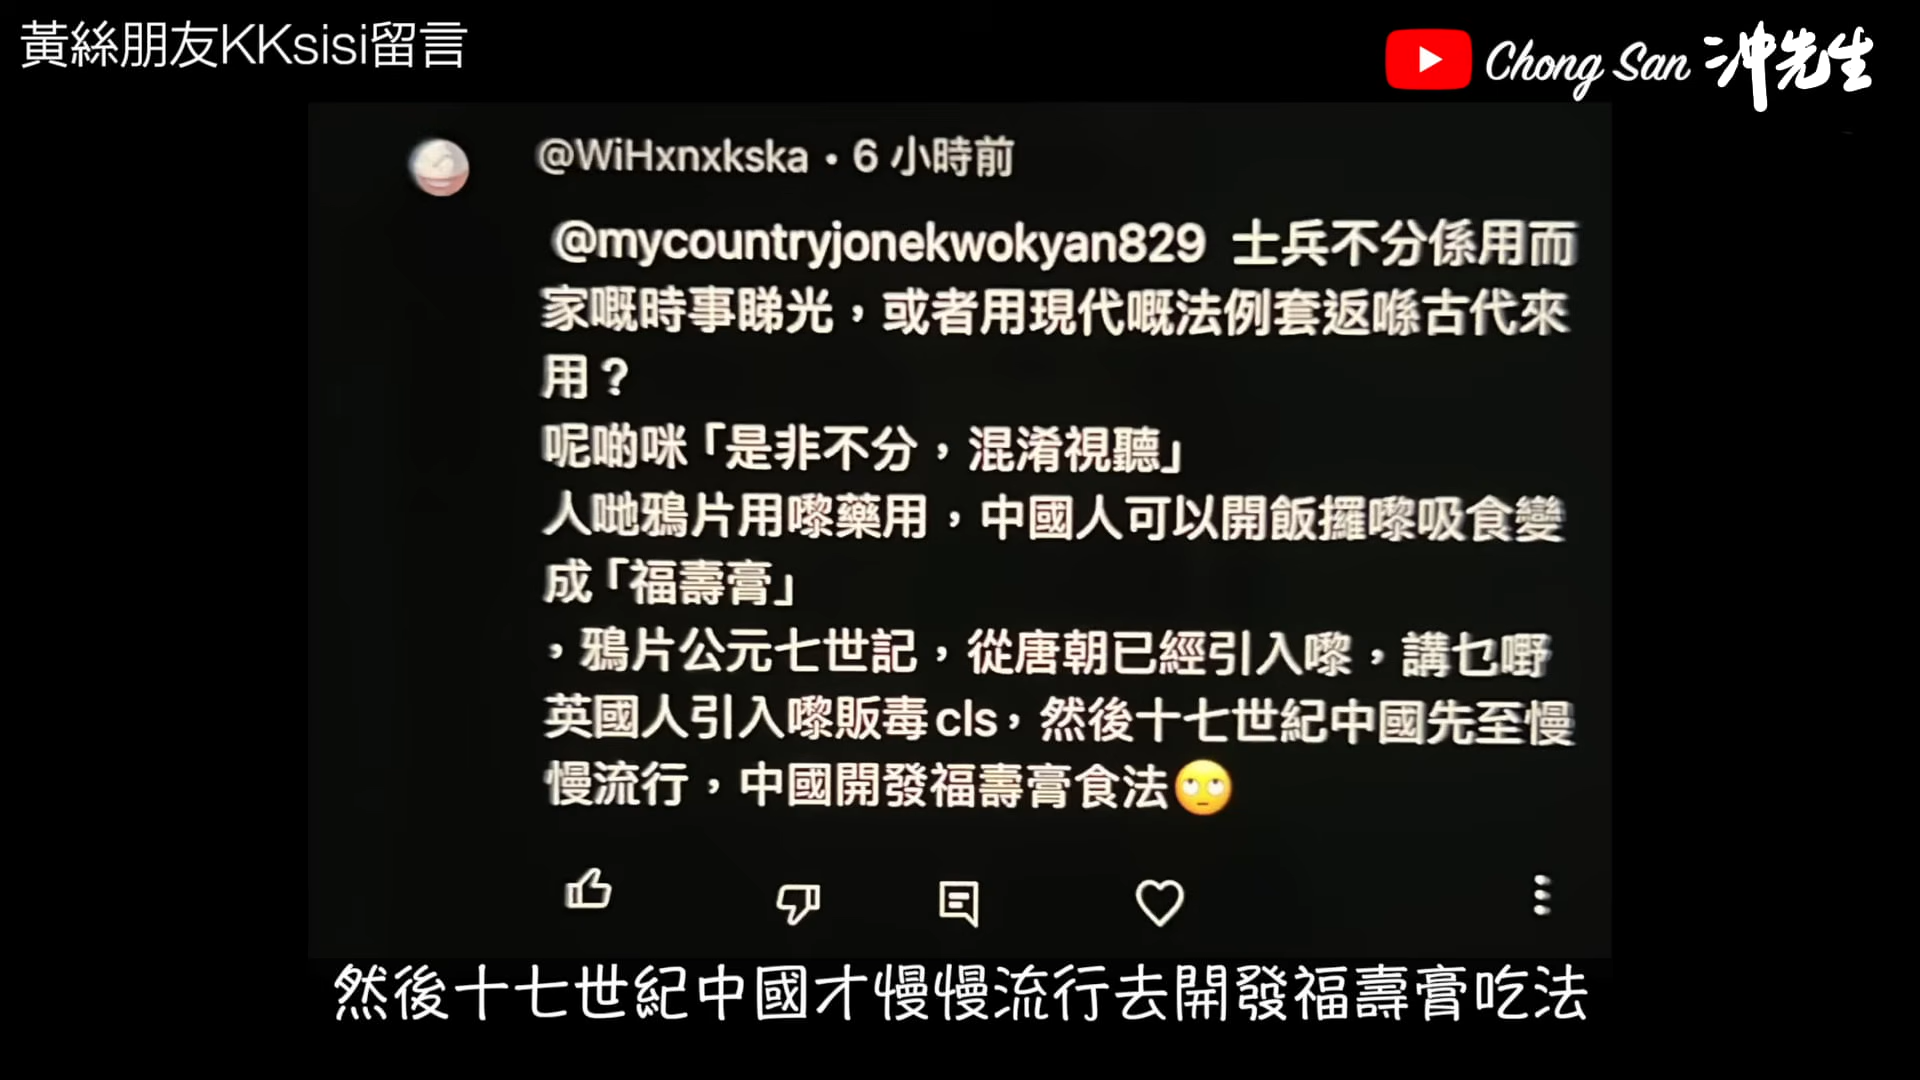 黃絲朋友KKsisi留言
Chong San 沖先生
@WiHxnxkska • 6 小時前
@mycountryjonekwokyan829 士兵不分係用而
家嘅時事睇光，或者用現代嘅法例套返喺古代來
用？
呢啲咪「是非不分，混淆視聽」
人哋鴉片用嚟藥用，中國人可以開飯攞嚟吸食變
成「福壽膏」
，鴉片公元七世記，從唐朝已經引入嚟，講乜嘢
英國人引入嚟販毒cls，然後十七世紀中國先至慢
慢流行，中國開發福壽膏食法🙄
然後十七世紀中國才慢慢流行去開發福壽膏吃法